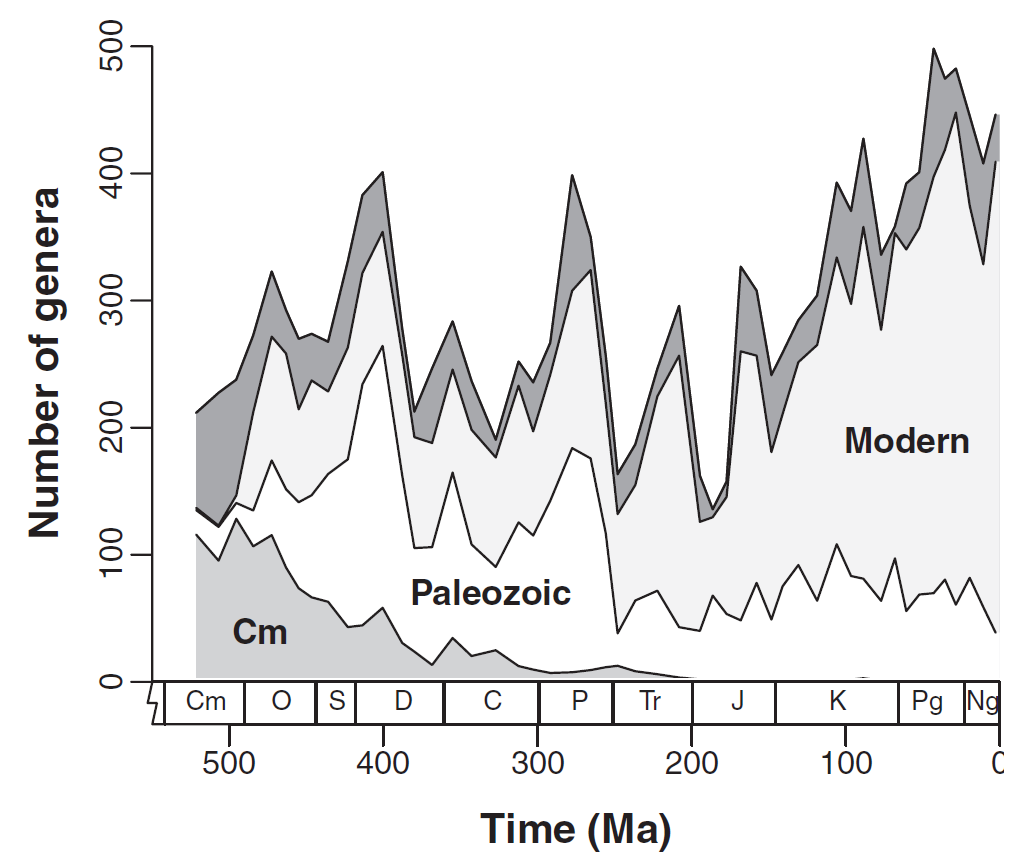 Number of genera
500
400
300
200
100
0
Modern
Paleozoic
Cm
Cm O S D C P Tr J K Pg Ng
500 400 300 200 100 0
Time (Ma)